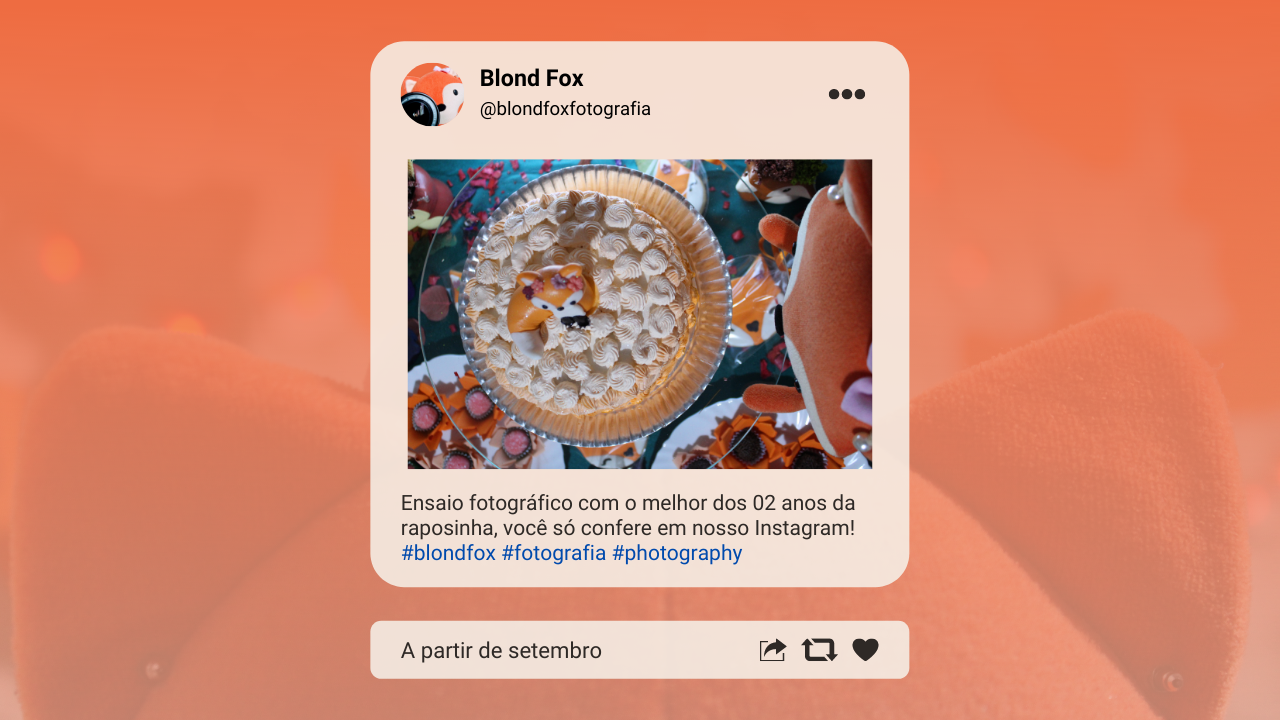 Blond Fox
@blondfoxfotografia
Ensaio fotográfico com o melhor dos 02 anos da
raposinha, você só confere em nosso Instagram!
#blondfox #fotografia #photography
A partir de setembro